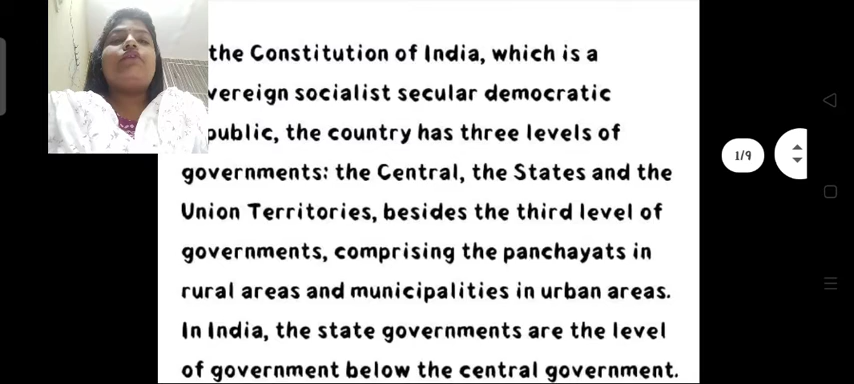 the Constitution of India, which is a
vereign socialist secular democratic
public, the country has three levels of
governments: the Central, the States and the
Union Territories, besides the third level of
governments, comprising the panchayats in
rural areas and municipalities in urban areas.
In India, the state governments are the level
of government below the central government.
1/9